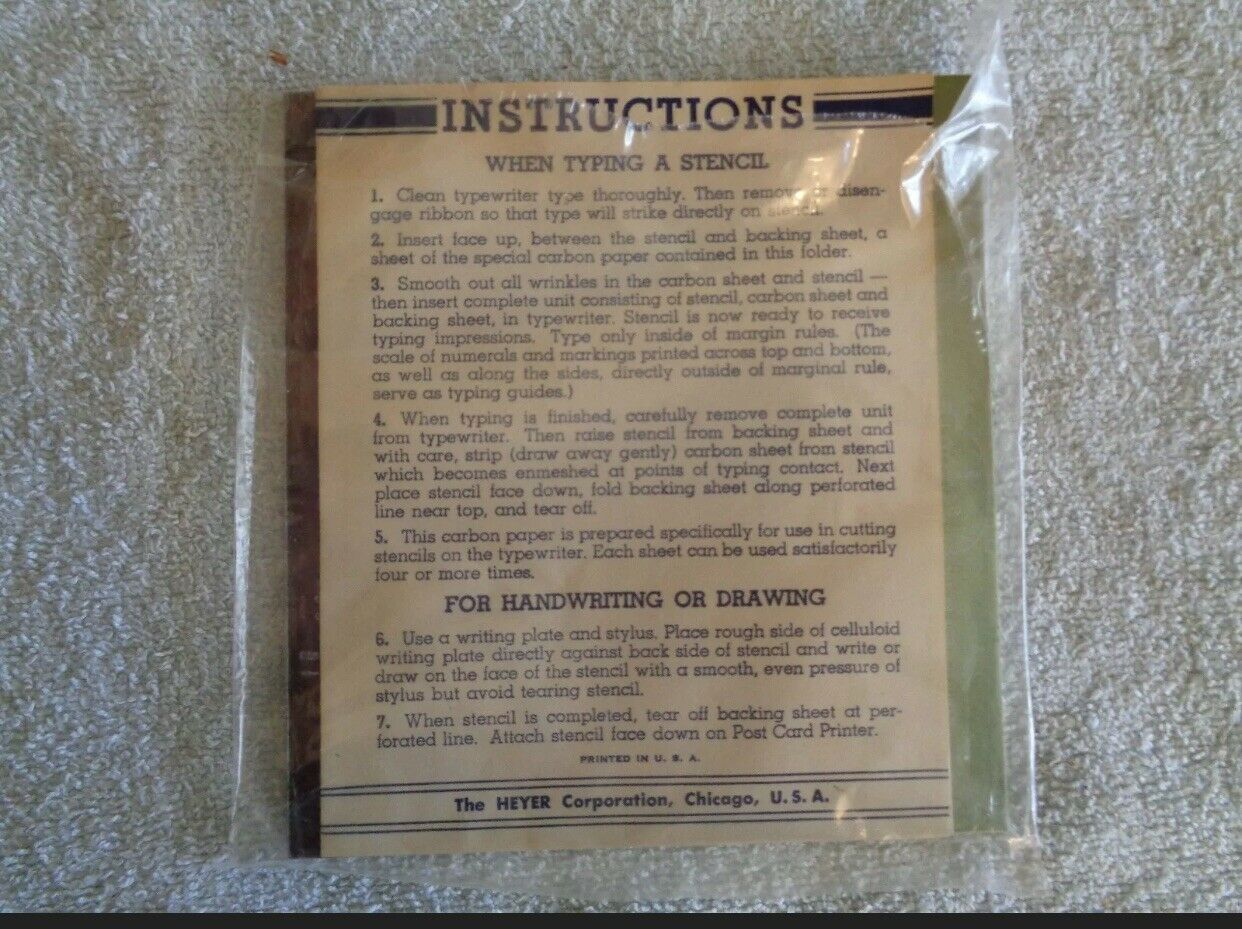 INSTRUCTIONS
WHEN TYPING A STENCIL
1. Clean typewriter type thoroughly. Then remove or disen-
gage ribbon so that type will strike directly on stencil.
2. Insert face up, between the stencil and backing sheet, a
sheet of the special carbon paper contained in this folder.
3. Smooth out all wrinkles in the carbon sheet and stencil —
then insert complete unit consisting of stencil, carbon sheet and
backing sheet, in typewriter. Stencil is now ready to receive
typing impressions. Type only inside of margin rules. (The
scale of numerals and markings printed across top and bottom,
as well as along the sides, directly outside of marginal rule,
serve as typing guides.)
4. When typing is finished, carefully remove complete unit
from typewriter. Then raise stencil from backing sheet and
with care, strip (draw away gently) carbon sheet from stencil
which becomes enmeshed at points of typing contact. Next
place stencil face down, fold backing sheet along perforated
line near top, and tear off.
5. This carbon paper is prepared specifically for use in cutting
stencils on the typewriter. Each sheet can be used satisfactorily
four or more times.
FOR HANDWRITING OR DRAWING
6. Use a writing plate and stylus. Place rough side of celluloid
writing plate directly against back side of stencil and write or
draw on the face of the stencil with a smooth, even pressure of
stylus but avoid tearing stencil.
7. When stencil is completed, tear off backing sheet at per-
forated line. Attach stencil face down on Post Card Printer.
PRINTED IN U. S. A.
The HEYER Corporation, Chicago, U. S. A.